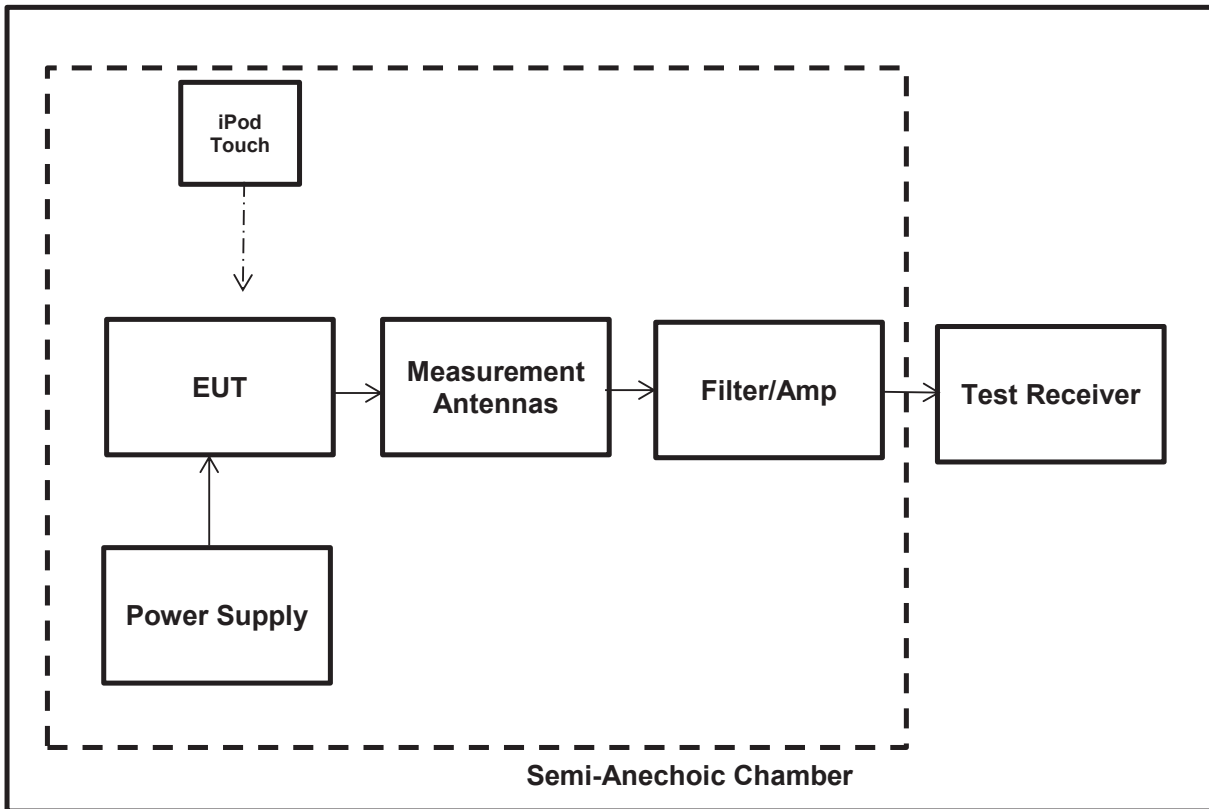 iPod
Touch
EUT
Measurement
Antennas
Filter/Amp
Test Receiver
Power Supply
Semi-Anechoic Chamber